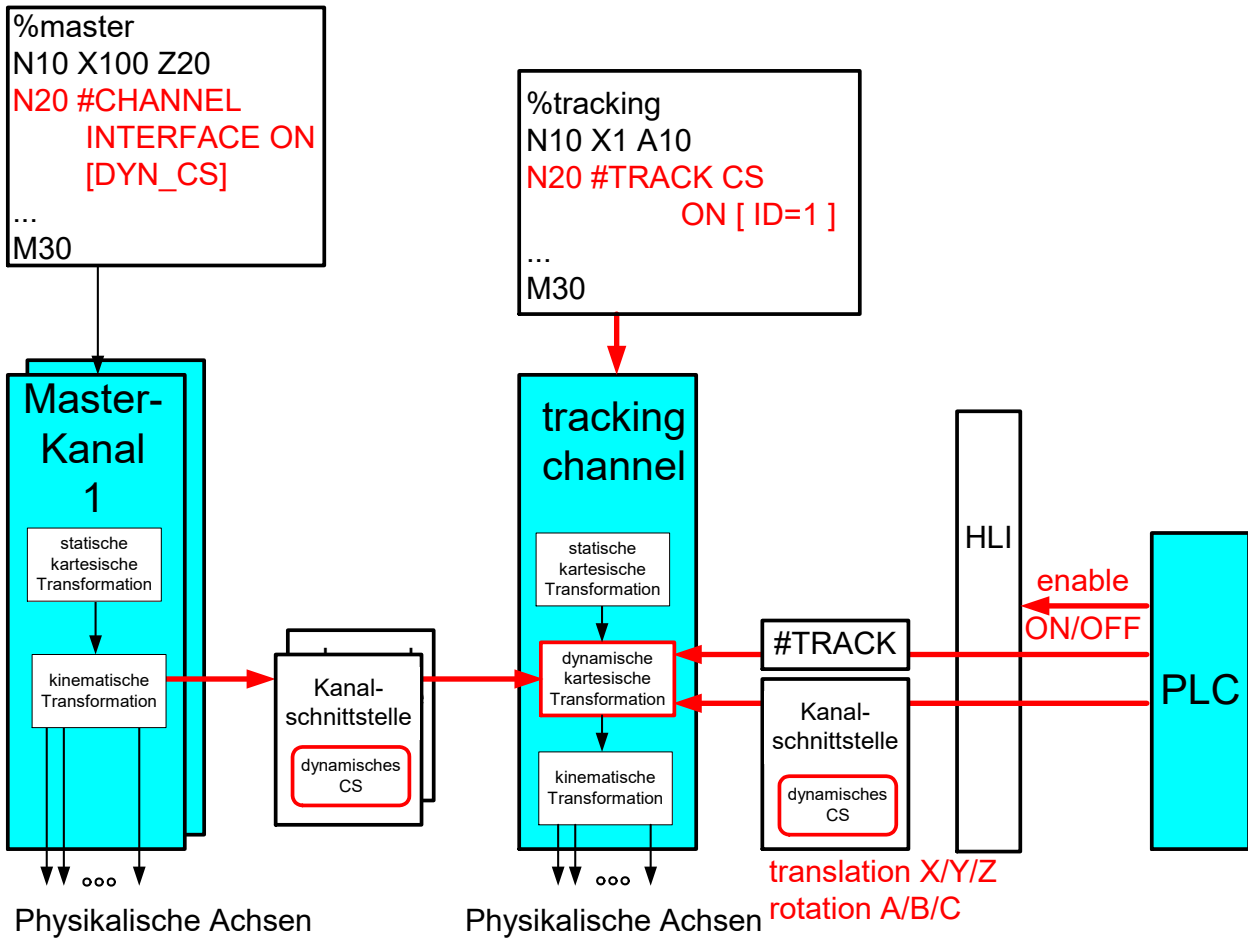 %master
N10 X100 Z20
N20 #CHANNEL
INTERFACE ON
[DYN_CS]
...
M30
%tracking
N10 X1 A10
N20 #TRACK CS
ON [ ID=1 ]
...
M30
Master-
Kanal
1
statische
kartesische
Transformation
kinematische
Transformation
Physikalische Achsen
Kanal-
schnittstelle
dynamisches
CS
tracking
channel
statische
kartesische
Transformation
dynamische
kartesische
Transformation
kinematische
Transformation
Physikalische Achsen
#TRACK
Kanal-
schnittstelle
dynamisches
CS
translation X/Y/Z
rotation A/B/C
HLI
enable
ON/OFF
PLC